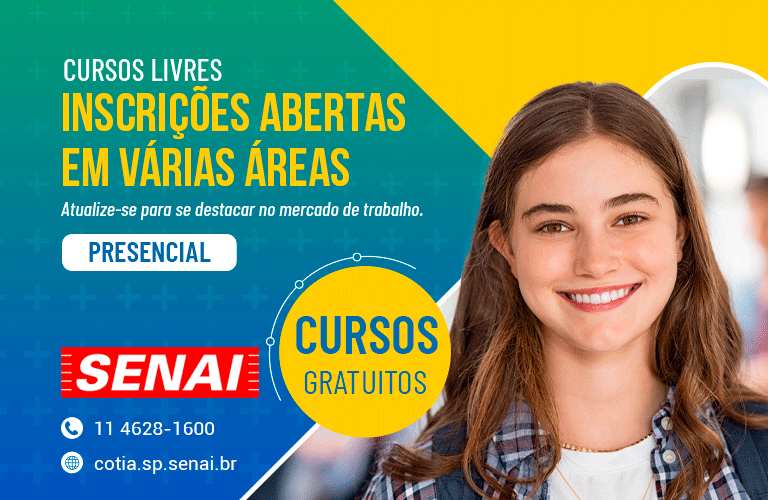 CURSOS LIVRES
INSCRIÇÕES ABERTAS
EM VÁRIAS ÁREAS
Atualize-se para se destacar no mercado de trabalho.
PRESENCIAL
CURSOS
GRATUITOS
SENAI
11 4628-1600
cotia.sp.senai.br